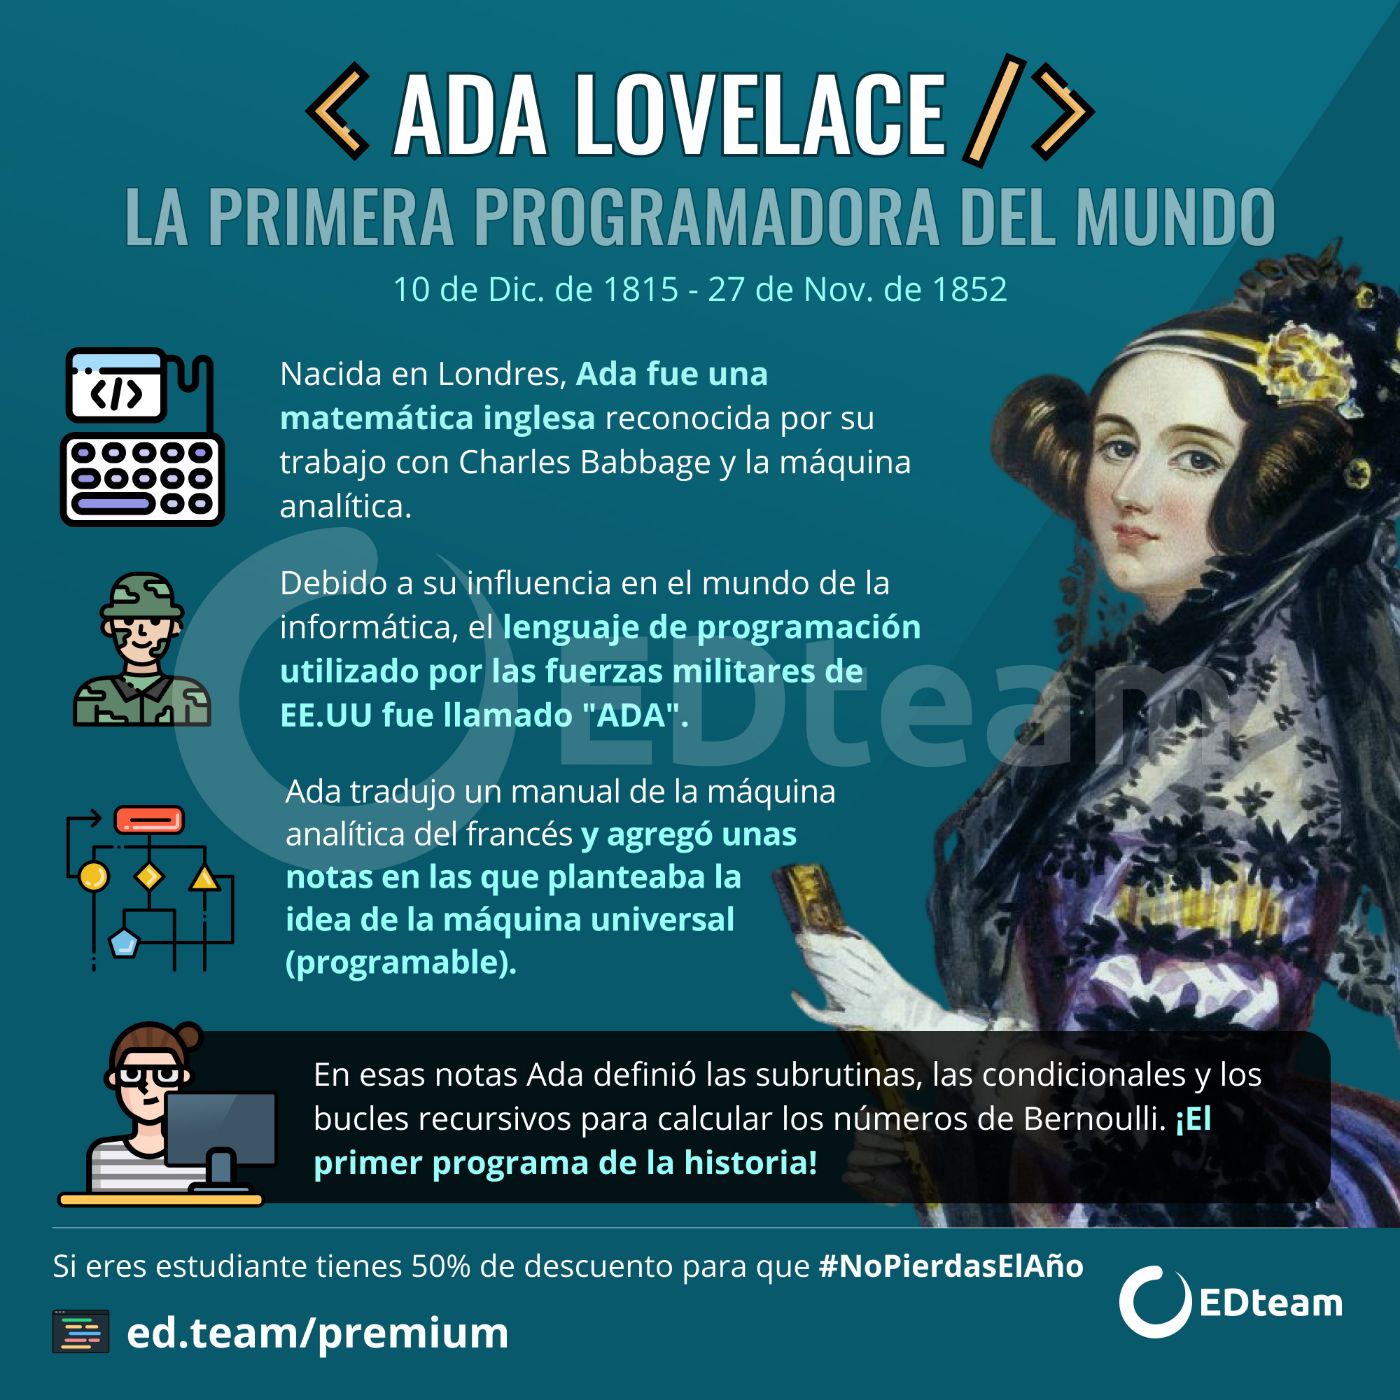 < ADA LOVELACE />
LA PRIMERA PROGRAMADORA DEL MUNDO
10 de Dic. de 1815 - 27 de Nov. de 1852
</>
Nacida en Londres, Ada fue una
matemática inglesa reconocida por su
trabajo con Charles Babbage y la máquina
analítica.
Debido a su influencia en el mundo de la
informática, el lenguaje de programación
utilizado por las fuerzas militares de
EE.UU fue llamado "ADA".
EDteam
Ada tradujo un manual de la máquina
analítica del francés y agregó unas
notas en las que planteaba la
idea de la máquina universal
(programable).
En esas notas Ada definió las subrutinas, las condicionales y los
bucles recursivos para calcular los números de Bernoulli. ¡El
primer programa de la historia!
Si eres estudiante tienes 50% de descuento para que #NoPierdasElAño
ed.team/premium
EDteam